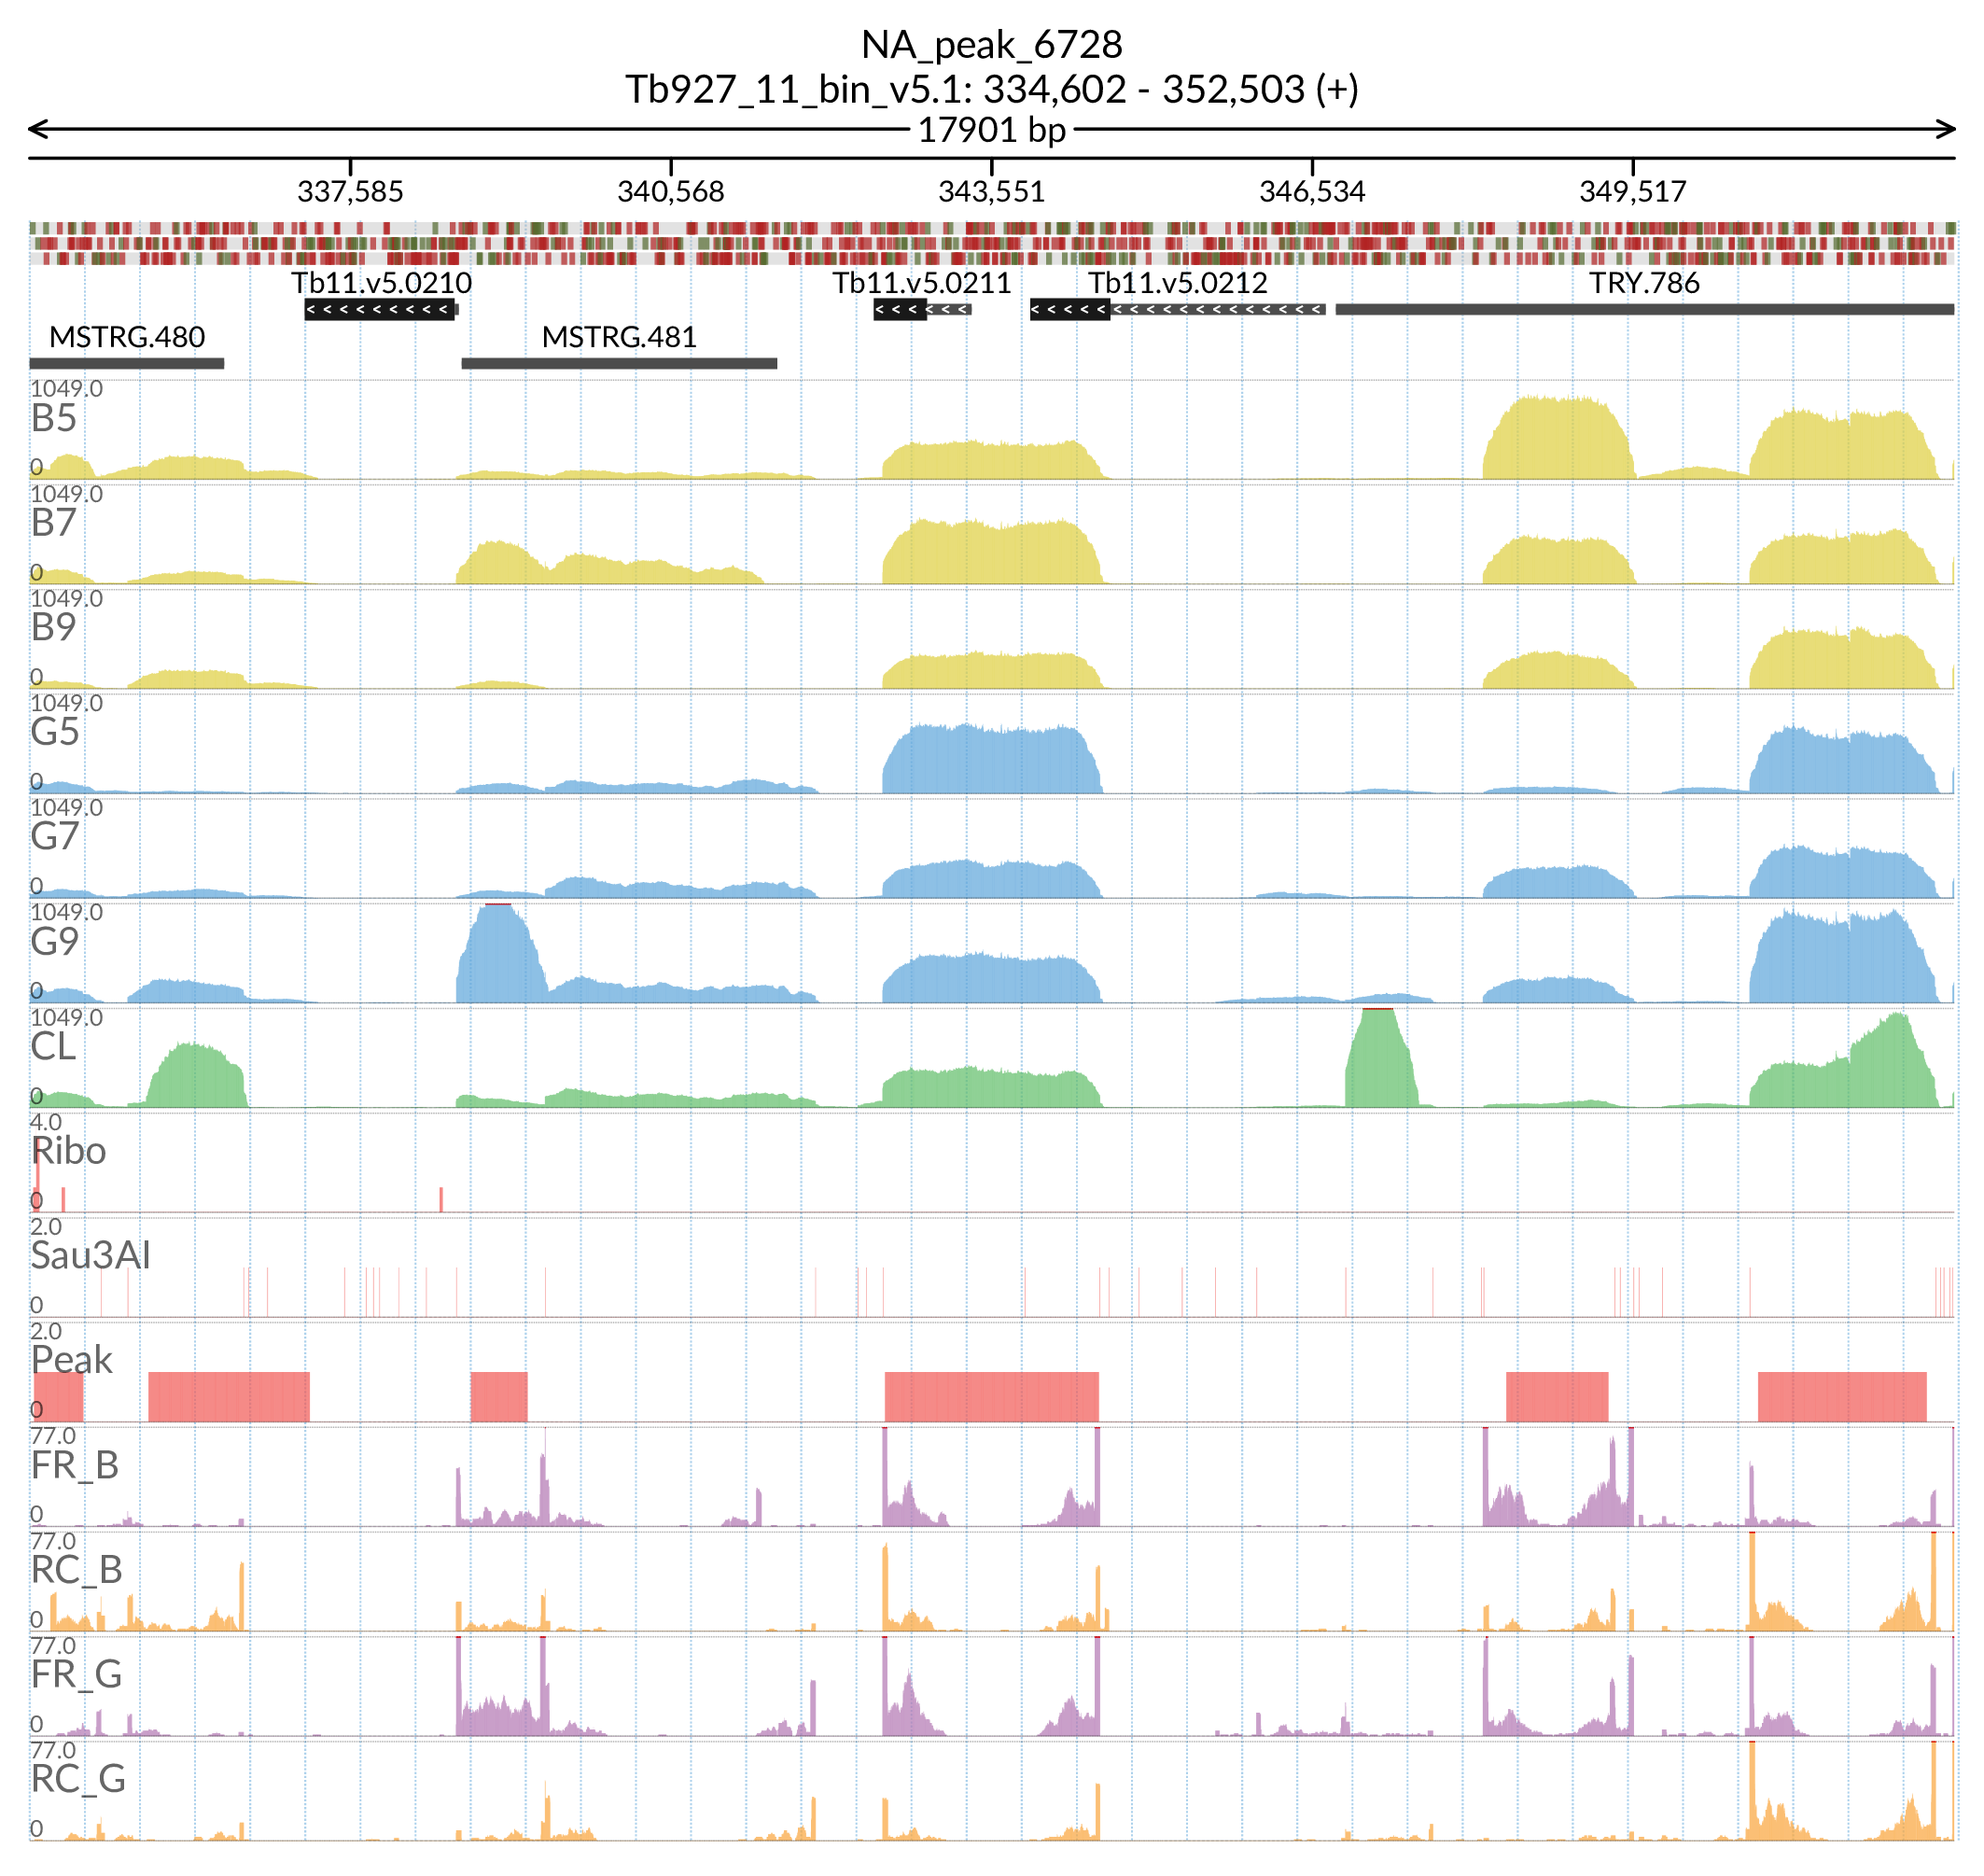 NA_peak_6728
Tb927_11_bin_v5.1: 334,602 - 352,503 (+)
17901 bp
337,585 340,568 343,551 346,534 349,517
Tb11.v5.0210 Tb11.v5.0211 Tb11.v5.0212 TRY.786
MSTRG.480 MSTRG.481
1049.0
B5
0
1049.0
B7
0
1049.0
B9
0
1049.0
G5
0
1049.0
G7
0
1049.0
G9
0
1049.0
CL
0
4.0
Ribo
0
2.0
Sau3AI
0
2.0
Peak
0
77.0
FR_B
0
77.0
RC_B
0
77.0
FR_G
0
77.0
RC_G
0